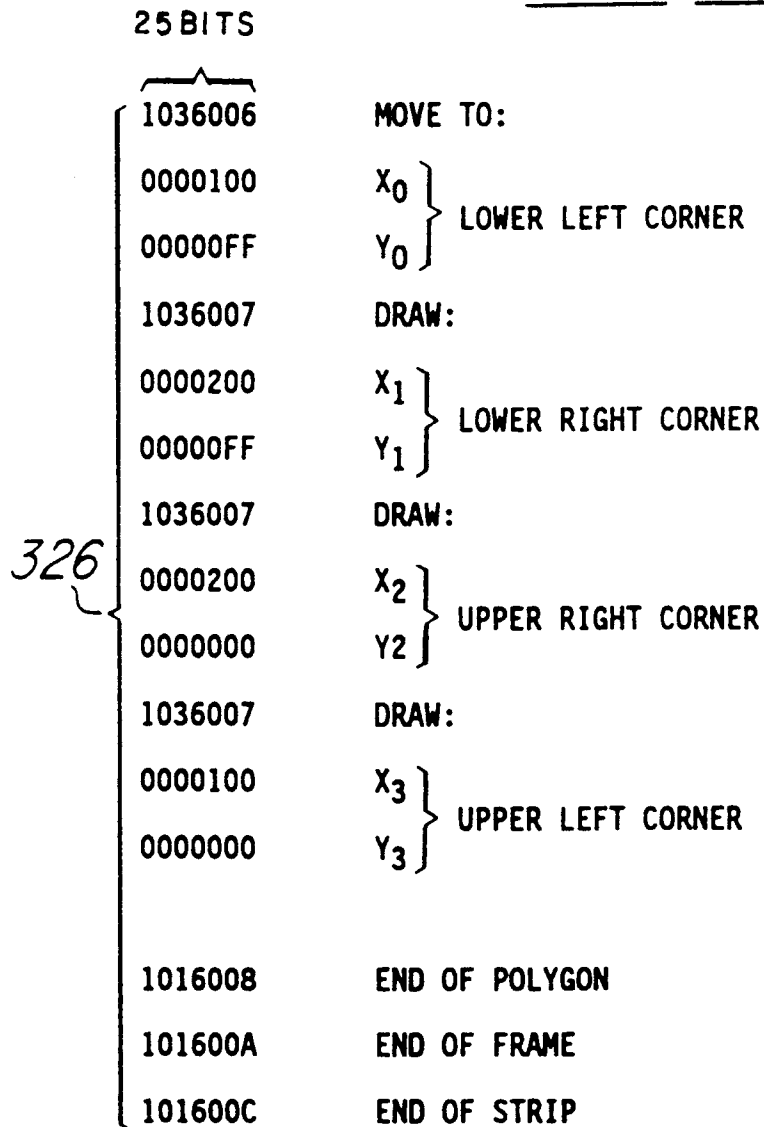 25 BITS
1036006 MOVE TO:
0000100 X0
LOWER LEFT CORNER
00000FF Y0
1036007 DRAW:
0000200 X1
LOWER RIGHT CORNER
00000FF Y1
1036007 DRAW:
326
0000200 X2
UPPER RIGHT CORNER
0000000 Y2
1036007 DRAW:
0000100 X3
UPPER LEFT CORNER
0000000 Y3
1016008 END OF POLYGON
101600A END OF FRAME
101600C END OF STRIP